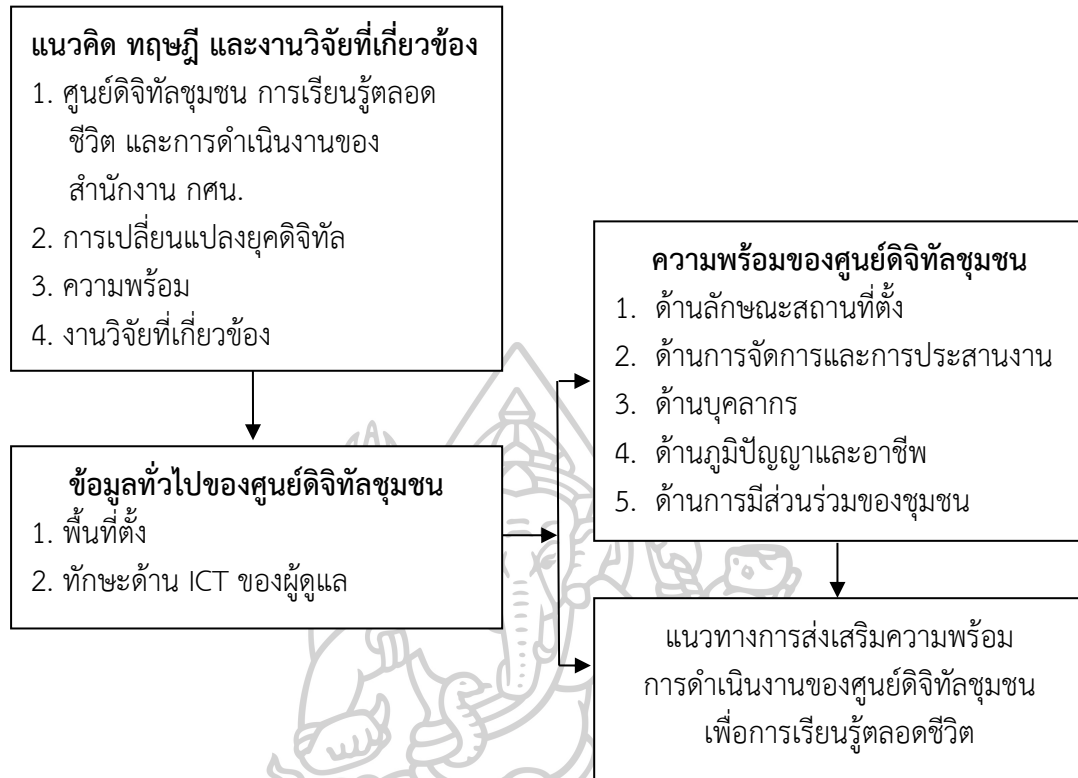 แนวคิด ทฤษฎี และงานวิจัยที่เกี่ยวข้อง
1. ศูนย์ดิจิทัลชุมชน การเรียนรู้ตลอด
ชีวิต และการดำเนินงานของ
สำนักงาน กศน.
2. การเปลี่ยนแปลงยุคดิจิทัล
3. ความพร้อม
4. งานวิจัยที่เกี่ยวข้อง
ข้อมูลทั่วไปของศูนย์ดิจิทัลชุมชน
1. พื้นที่ตั้ง
2. ทักษะด้าน ICT ของผู้ดูแล
ความพร้อมของศูนย์ดิจิทัลชุมชน
1. ด้านลักษณะสถานที่ตั้ง
2. ด้านการจัดการและการประสานงาน
3. ด้านบุคลากร
4. ด้านภูมิปัญญาและอาชีพ
5. ด้านการมีส่วนร่วมของชุมชน
แนวทางการส่งเสริมความพร้อม
การดำเนินงานของศูนย์ดิจิทัลชุมชน
เพื่อการเรียนรู้ตลอดชีวิต